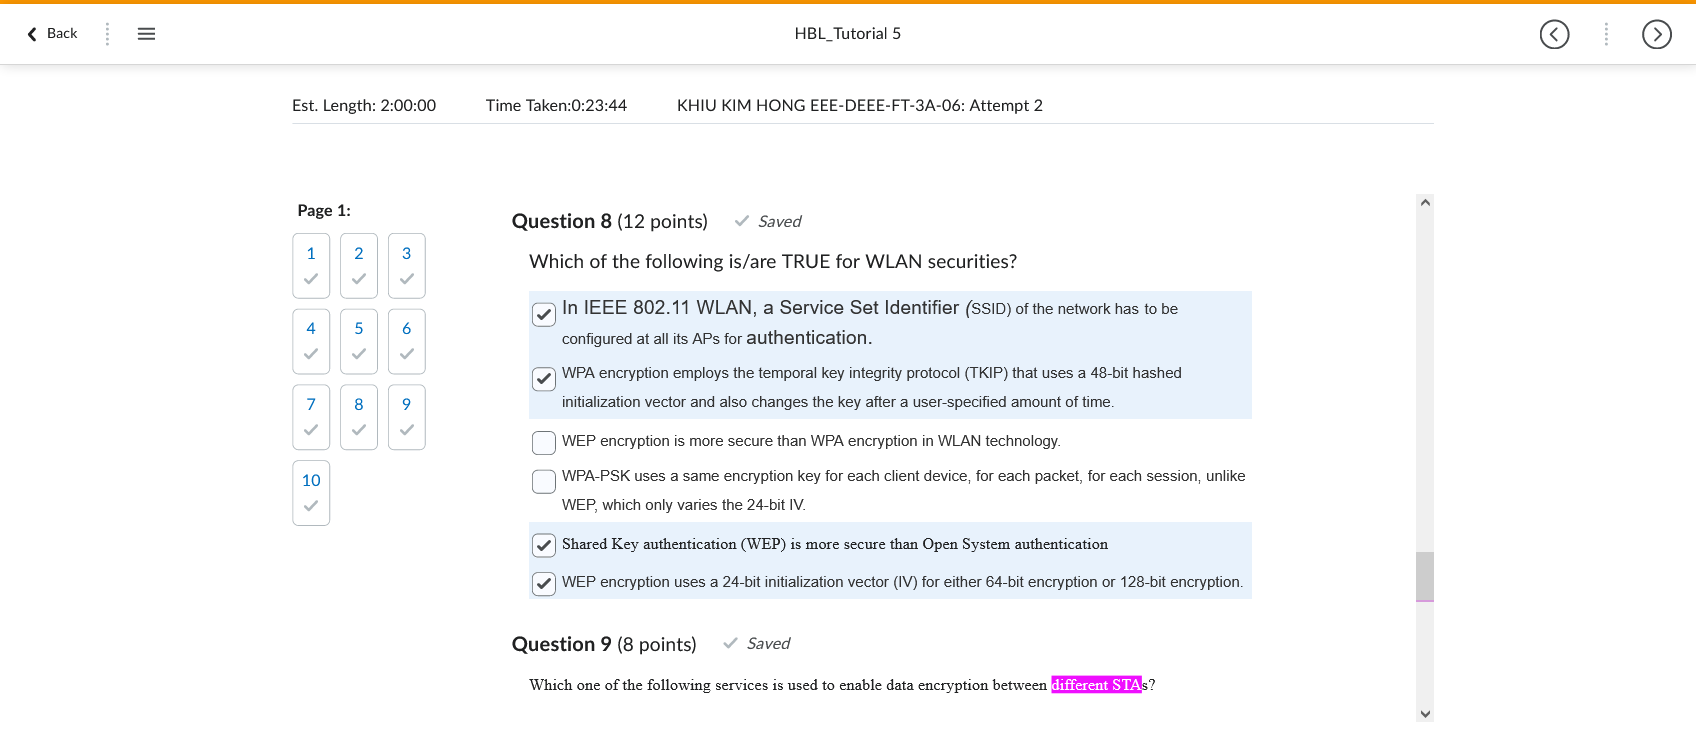 Back
HBL_Tutorial 5
Est. Length: 2:00:00 Time Taken:0:23:44 KHIU KIM HONG EEE-DEEE-FT-3A-06: Attempt 2
Page 1:
1 2 3
4 5 6
7 8 9
10
Question 8 (12 points) Saved
Which of the following is/are TRUE for WLAN securities?
In IEEE 802.11 WLAN, a Service Set Identifier (SSID) of the network has to be
configured at all its APs for authentication.
WPA encryption employs the temporal key integrity protocol (TKIP) that uses a 48-bit hashed
initialization vector and also changes the key after a user-specified amount of time.
WEP encryption is more secure than WPA encryption in WLAN technology.
WPA-PSK uses a same encryption key for each client device, for each packet, for each session, unlike
WEP, which only varies the 24-bit IV.
Shared Key authentication (WEP) is more secure than Open System authentication
WEP encryption uses a 24-bit initialization vector (IV) for either 64-bit encryption or 128-bit encryption.
Question 9 (8 points) Saved
Which one of the following services is used to enable data encryption between different STAs?